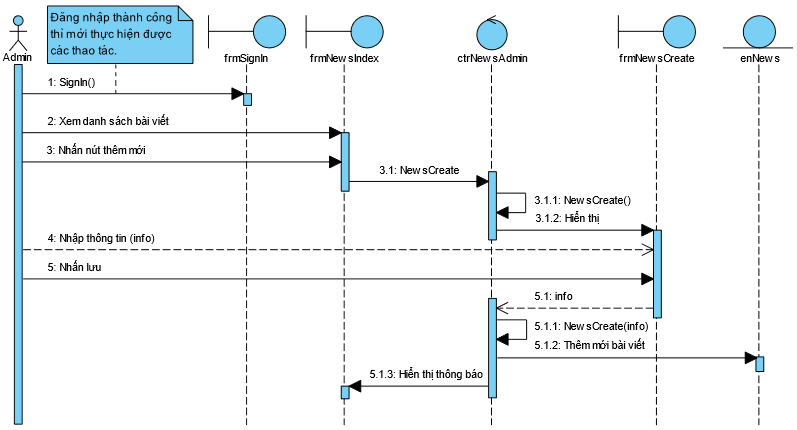 Đăng nhập thành công
thì mới thực hiện được
các thao tác.
Admin
frmSignIn
frmNewsIndex
ctrNewsAdmin
frmNewsCreate
enNews
1: SignIn()
2: Xem danh sách bài viết
3: Nhấn nút thêm mới
3.1: NewsCreate
3.1.1: NewsCreate()
3.1.2: Hiển thị
4: Nhập thông tin (info)
5: Nhấn lưu
5.1: info
5.1.1: NewsCreate(info)
5.1.2: Thêm mới bài viết
5.1.3: Hiển thị thông báo